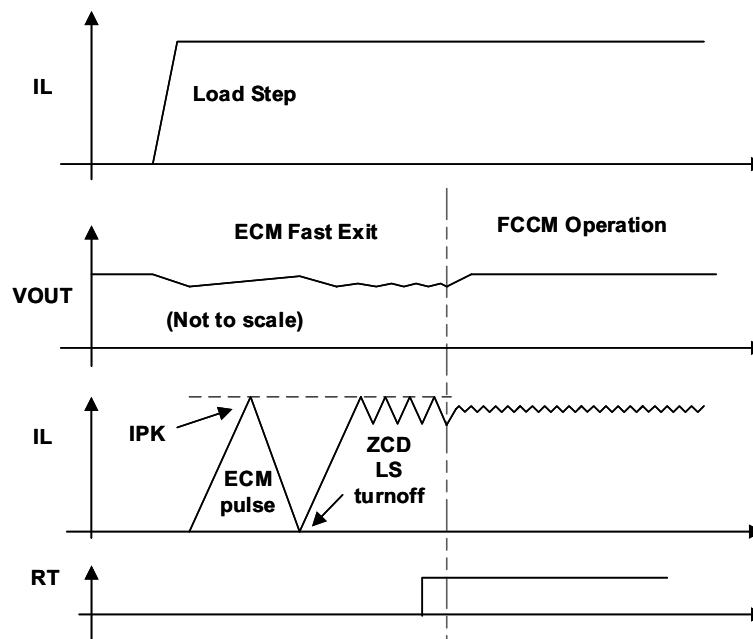 IL
Load Step
ECM Fast Exit
FCCM Operation
VOUT
(Not to scale)
IL
IPK
ECM
pulse
ZCD
LS
turnoff
RT